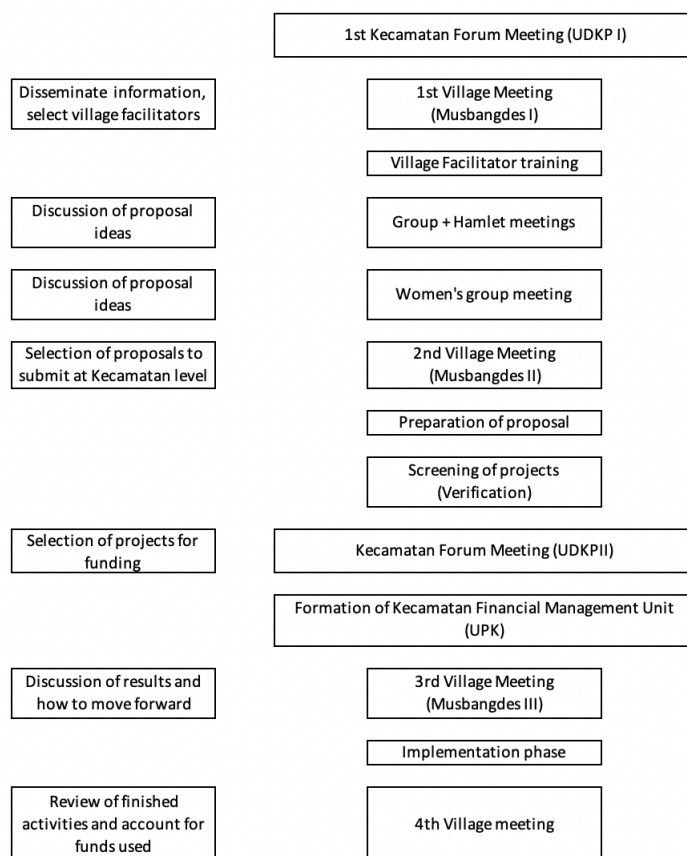 1st Kecamatan Forum Meeting (UDKP I)
Disseminate information,
select village facilitators
1st Village Meeting
(Musbangdes I)
Village Facilitator training
Discussion of proposal
ideas
Group + Hamlet meetings
Discussion of proposal
ideas
Women's group meeting
Selection of proposals to
submit at Kecamatan level
2nd Village Meeting
(Musbangdes II)
Preparation of proposal
Screening of projects
(Verification)
Selection of projects for
funding
Kecamatan Forum Meeting (UDKPII)
Formation of Kecamatan Financial Management Unit
(UPK)
Discussion of results and
how to move forward
3rd Village Meeting
(Musbangdes III)
Implementation phase
Review of finished
activities and account for
funds used
4th Village meeting